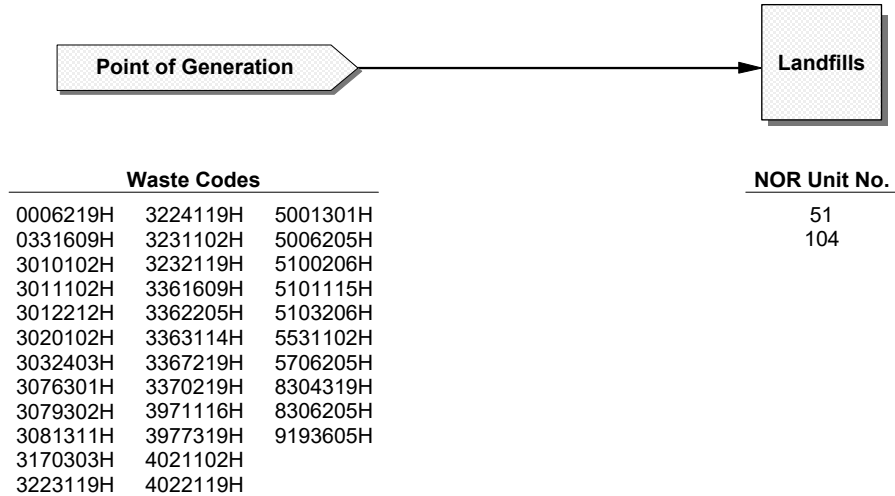 Point of Generation
Landfills
Waste Codes
0006219H 3224119H 5001301H
0331609H 3231102H 5006205H
3010102H 3232119H 5100206H
3011102H 3361609H 5101115H
3012212H 3362205H 5103206H
3020102H 3363114H 5531102H
3032403H 3367219H 5706205H
3076301H 3370219H 8304319H
3079302H 3971116H 8306205H
3081311H 3977319H 9193605H
3170303H 4021102H
3223119H 4022119H
NOR Unit No.
51
104